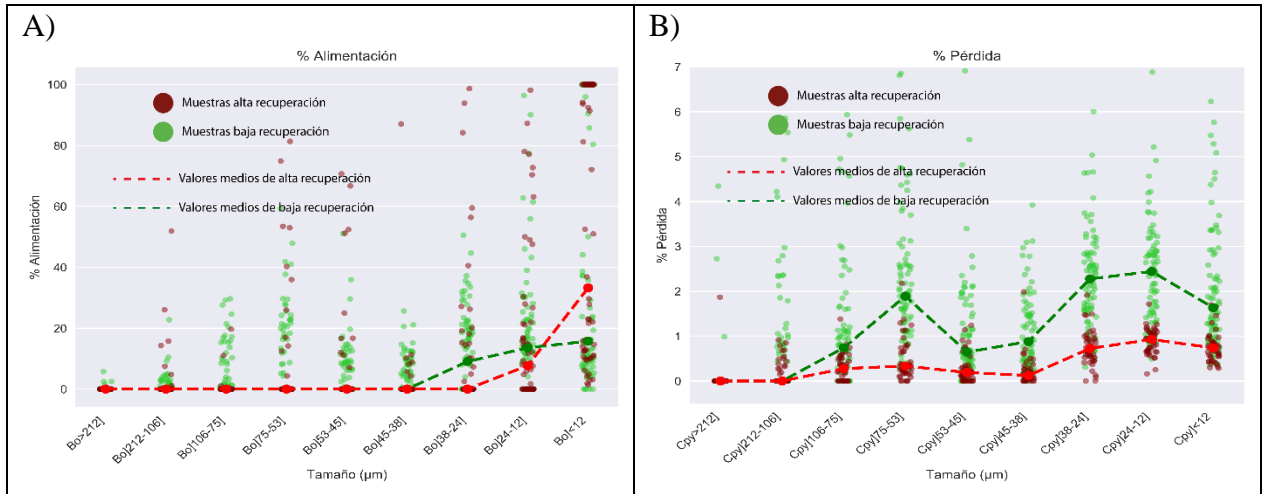 A)
% Alimentación
100
80
60
40
20
0
% Alimentación
Muestras alta recuperación
Muestras baja recuperación
Valores medios de alta recuperación
Valores medios de baja recuperación
Bo>212]
Bo]212-106]
Bo]106-75]
Bo]75-53]
Bo]53-45]
Bo]45-38]
Bo]38-24]
Bo]24-12]
Bo]<12
Tamaño (µm)
B)
% Pérdida
7
6
5
4
3
2
1
0
% Pérdida
Muestras alta recuperación
Muestras baja recuperación
Valores medios de alta recuperación
Valores medios de baja recuperación
Cpy>212]
Cpy]212-106]
Cpy]106-75]
Cpy]75-53]
Cpy]53-45]
Cpy]45-38]
Cpy]38-24]
Cpy]24-12]
Cpy]<12
Tamaño (µm)